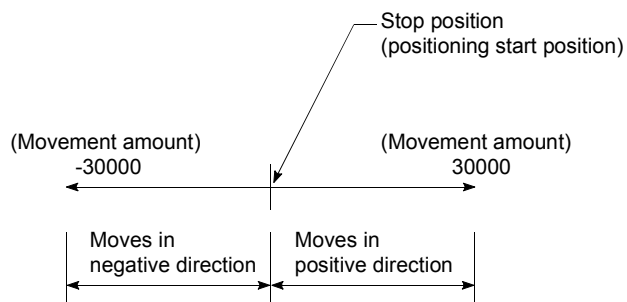 Stop position
(positioning start position)
(Movement amount)
-30000
(Movement amount)
30000
Moves in
negative direction
Moves in
positive direction